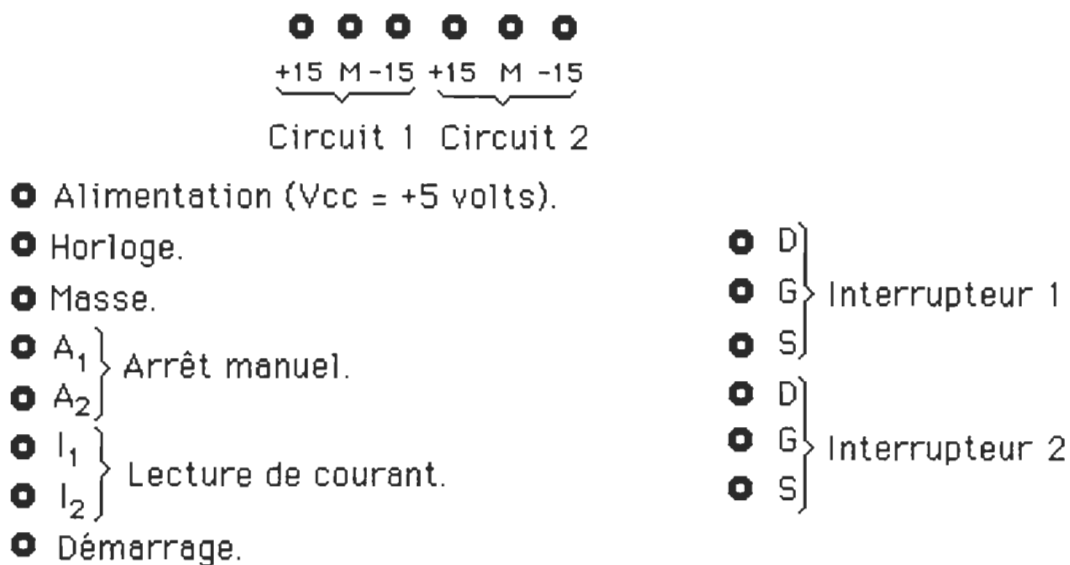 +15 M -15 +15 M -15
Circuit 1 Circuit 2
Alimentation (Vcc = +5 volts).
Horloge.
Masse.
A1
A2
Arrêt manuel.
I1
I2
Lecture de courant.
Démarrage.
D
G
S
Interrupteur 1
D
G
S
Interrupteur 2